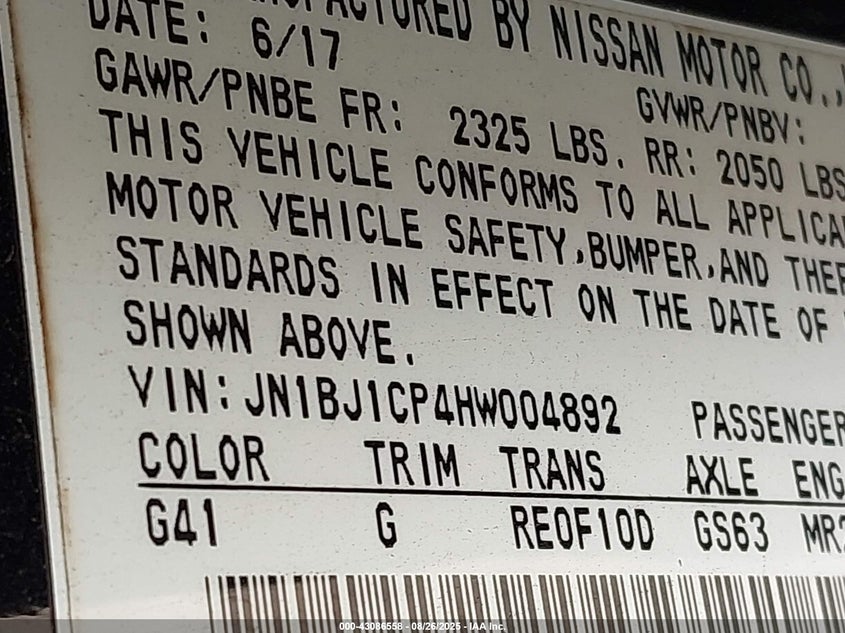 MANUFACTURED BY NISSAN MOTOR CO.,
DATE: 6/17
GVWR/PNBV:
GAWR/PNBE FR: 2325 LBS. RR: 2050 LBS
THIS VEHICLE CONFORMS TO ALL APPLICA
MOTOR VEHICLE SAFETY,BUMPER,AND THEF
STANDARDS IN EFFECT ON THE DATE OF
SHOWN ABOVE.
VIN:JN1BJ1CP4HW004892 PASSENGER
COLOR TRIM TRANS AXLE ENG
G41 G RE0F10D GS63 MR2
000-43086558 - 08/26/2025 - IAA Inc.